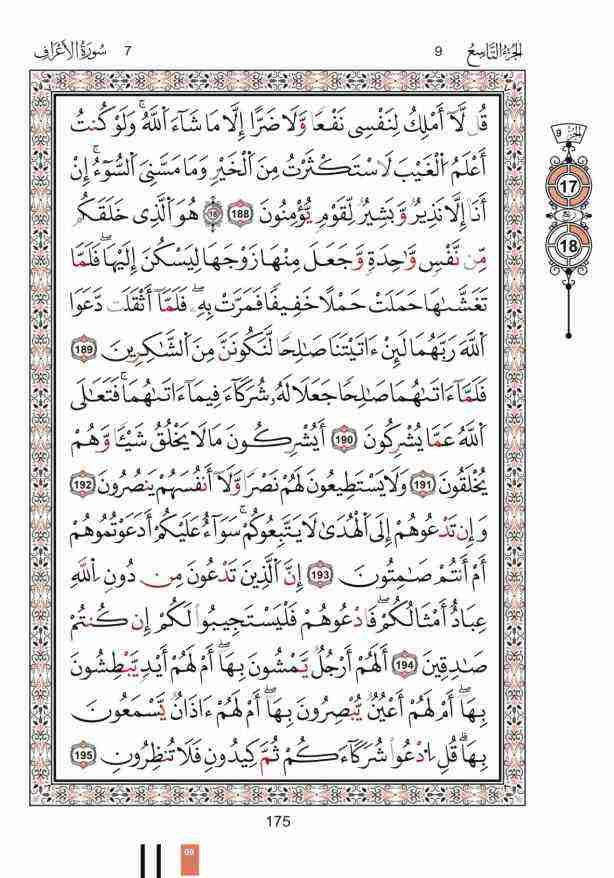 الجزء التاسع 9
7 سورة الأعراف
قُل لَّآ أَمْلِكُ لِنَفْسِى نَفْعًا وَلَا ضَرًّا إِلَّا مَا شَآءَ ٱللَّهُ ۚ وَلَوْ كُنتُ
أَعْلَمُ ٱلْغَيْبَ لَٱسْتَكْثَرْتُ مِنَ ٱلْخَيْرِ وَمَا مَسَّنِىَ ٱلسُّوٓءُ ۚ إِنْ
أَنَا۠ إِلَّا نَذِيرٌ وَبَشِيرٌ لِّقَوْمٍ يُؤْمِنُونَ 188 18 هُوَ ٱلَّذِى خَلَقَكُم
مِّن نَّفْسٍ وَٰحِدَةٍ وَجَعَلَ مِنْهَا زَوْجَهَا لِيَسْكُنَ إِلَيْهَا ۖ فَلَمَّا
تَغَشَّىٰهَا حَمَلَتْ حَمْلًا خَفِيفًا فَمَرَّتْ بِهِۦ ۖ فَلَمَّآ أَثْقَلَت دَّعَوَا
ٱللَّهَ رَبَّهُمَا لَئِنْ ءَاتَيْتَنَا صَٰلِحًا لَّنَكُونَنَّ مِنَ ٱلشَّٰكِرِينَ 189
فَلَمَّآ ءَاتَىٰهُمَا صَٰلِحًا جَعَلَا لَهُۥ شُرَكَآءَ فِيمَآ ءَاتَىٰهُمَا ۚ فَتَعَٰلَى
ٱللَّهُ عَمَّا يُشْرِكُونَ 190 أَيُشْرِكُونَ مَا لَا يَخْلُقُ شَيْـًٔا وَهُمْ
يُخْلَقُونَ 191 وَلَا يَسْتَطِيعُونَ لَهُمْ نَصْرًا وَلَآ أَنفُسَهُمْ يَنصُرُونَ 192
وَإِن تَدْعُوهُمْ إِلَى ٱلْهُدَىٰ لَا يَتَّبِعُوكُمْ ۚ سَوَآءٌ عَلَيْكُمْ أَدَعَوْتُمُوهُمْ
أَمْ أَنتُمْ صَٰمِتُونَ 193 إِنَّ ٱلَّذِينَ تَدْعُونَ مِن دُونِ ٱللَّهِ
عِبَادٌ أَمْثَالُكُمْ ۖ فَٱدْعُوهُمْ فَلْيَسْتَجِيبُوا۟ لَكُمْ إِن كُنتُمْ
صَٰدِقِينَ 194 أَلَهُمْ أَرْجُلٌ يَمْشُونَ بِهَآ ۖ أَمْ لَهُمْ أَيْدٍ يَبْطِشُونَ
بِهَآ ۖ أَمْ لَهُمْ أَعْيُنٌ يُبْصِرُونَ بِهَآ ۖ أَمْ لَهُمْ ءَاذَانٌ يَسْمَعُونَ
بِهَا ۗ قُلِ ٱدْعُوا۟ شُرَكَآءَكُمْ ثُمَّ كِيدُونِ فَلَا تُنظِرُونِ 195
الجزء 9
17
18
175
09